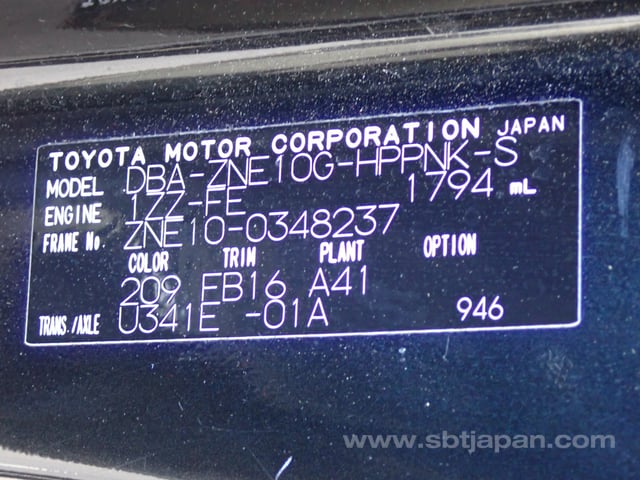 TOYOTA MOTOR CORPORATION JAPAN
MODEL DBA-ZNE10G-HPPNK-S
ENGINE 1ZZ-FE 1794 mL
FRAME No. ZNE10-0348237
COLOR TRIM PLANT OPTION
209 FB16 A41
TRANS./AXLE U341E -01A 946
www.sbtjapan.com